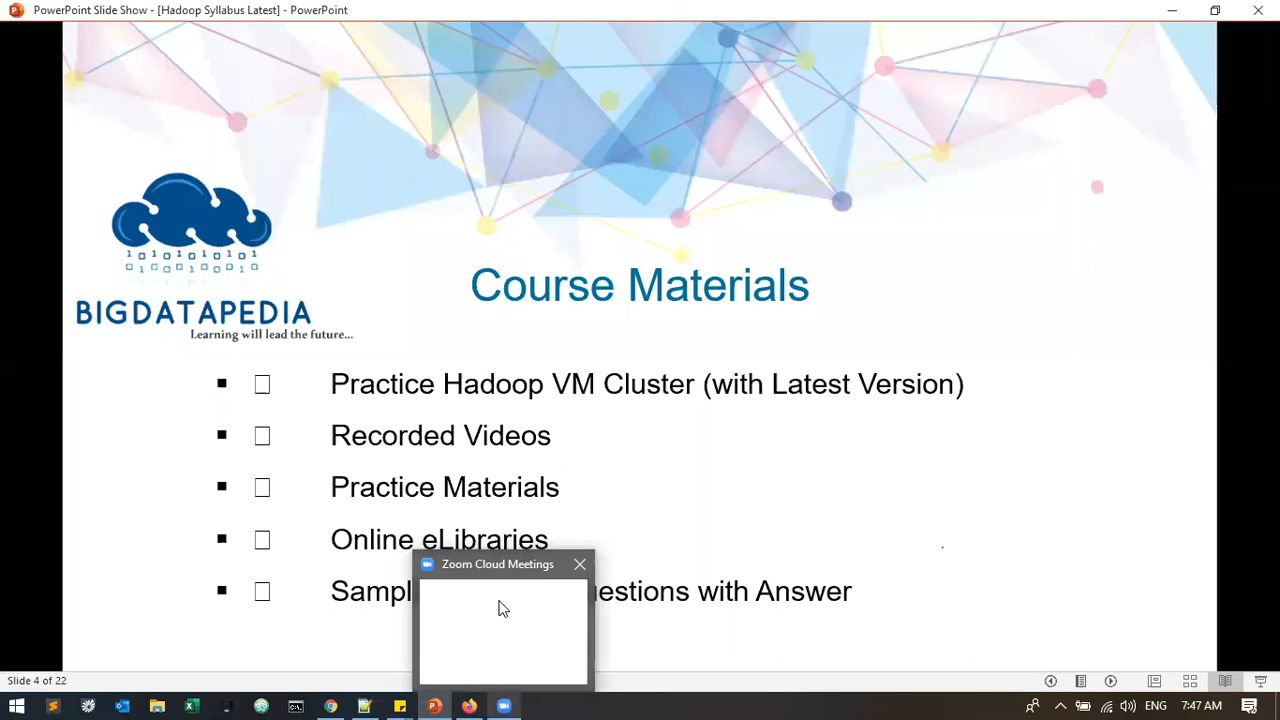 PowerPoint Slide Show - [Hadoop Syllabus Latest] - PowerPoint
BIGDATAPEDIA
Learning will lead the future...
Course Materials
Practice Hadoop VM Cluster (with Latest Version)
Recorded Videos
Practice Materials
Online eLibraries
Zoom Cloud Meetings
with Answer
Slide 4 of 22
ENG
7:47 AM